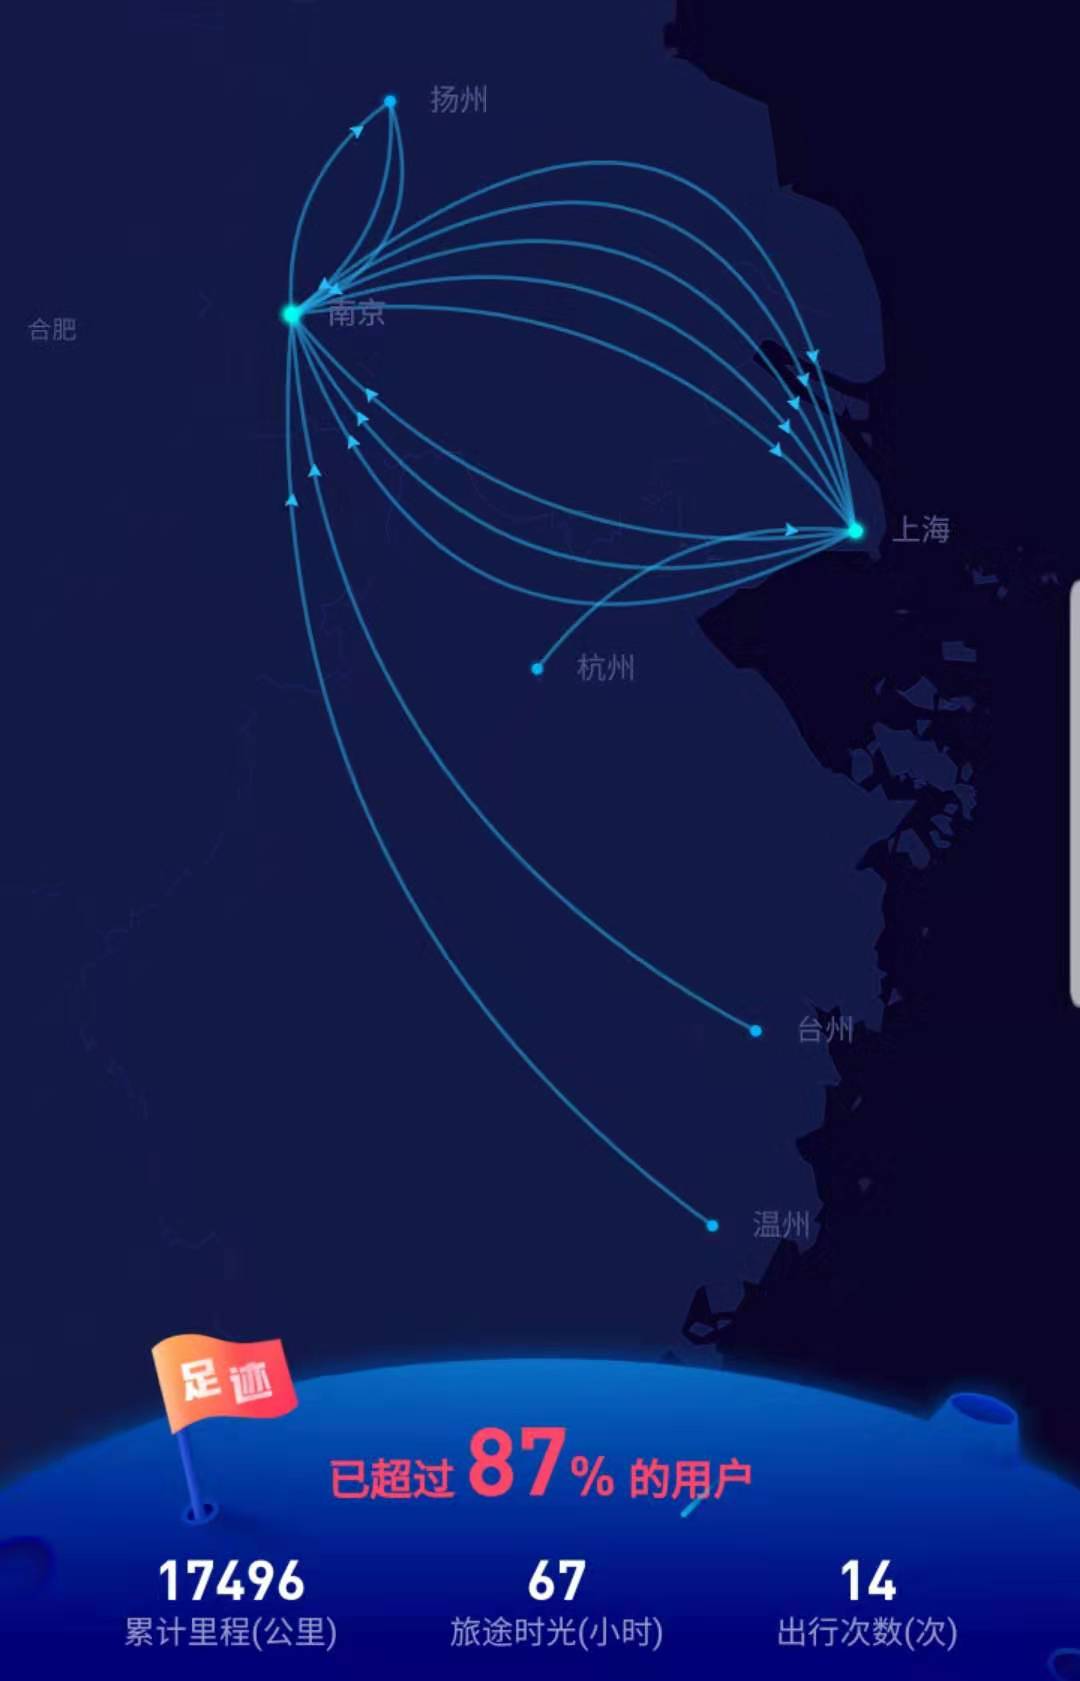 扬州
南京
合肥
上海
杭州
台州
温州
足迹
已超过 87% 的用户
17496 67 14
累计里程(公里) 旅途时光(小时) 出行次数(次)